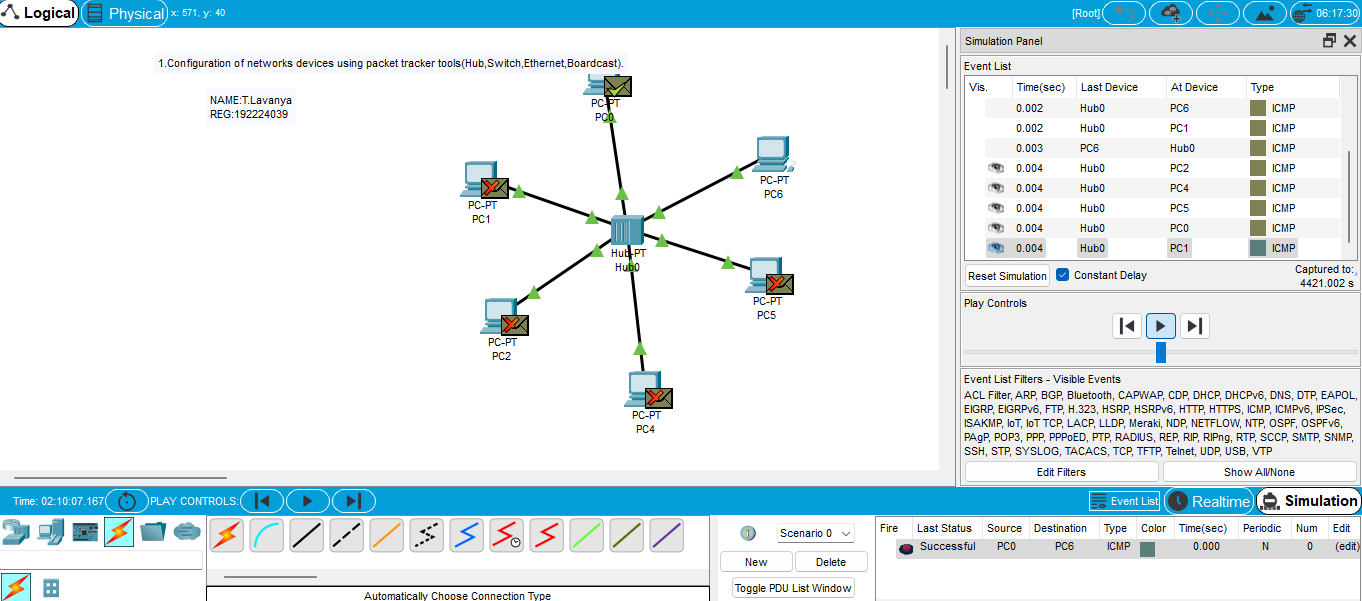 Logical
Physical
x: 571, y: 40
[Root]
06:17:30
1.Configuration of networks devices using packet tracker tools(Hub,Switch,Ethernet,Boardcast).
NAME:T.Lavanya
REG:192224039
PC-PT
PC0
PC-PT
PC6
PC-PT
PC1
Hub-PT
Hub0
PC-PT
PC5
PC-PT
PC2
PC-PT
PC4
Simulation Panel
Event List
Vis. Time(sec) Last Device At Device Type
0.002 Hub0 PC6 ICMP
0.002 Hub0 PC1 ICMP
0.003 PC6 Hub0 ICMP
0.004 Hub0 PC2 ICMP
0.004 Hub0 PC4 ICMP
0.004 Hub0 PC5 ICMP
0.004 Hub0 PC0 ICMP
0.004 Hub0 PC1 ICMP
Reset Simulation
Constant Delay
Captured to:
4421.002 s
Play Controls
Event List Filters - Visible Events
ACL Filter, ARP, BGP, Bluetooth, CAPWAP, CDP, DHCP, DHCPv6, DNS, DTP, EAPOL,
EIGRP, EIGRPv6, FTP, H.323, HSRP, HSRPv6, HTTP, HTTPS, ICMP, ICMPv6, IPSec,
ISAKMP, IoT, IoT TCP, LACP, LLDP, Meraki, NDP, NETFLOW, NTP, OSPF, OSPFv6,
PAgP, POP3, PPP, PPPoED, PTP, RADIUS, REP, RIP, RIPng, RTP, SCCP, SMTP, SNMP,
SSH, STP, SYSLOG, TACACS, TCP, TFTP, Telnet, UDP, USB, VTP
Edit Filters
Show All/None
Time: 02:10:07.167
PLAY CONTROLS:
Event List
Realtime
Simulation
Automatically Choose Connection Type
Scenario 0
New
Delete
Toggle PDU List Window
Fire Last Status Source Destination Type Color Time(sec) Periodic Num Edit
Successful PC0 PC6 ICMP 0.000 N 0 (edit)